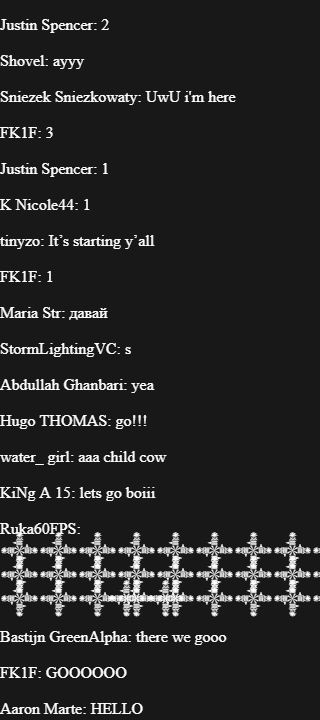 Justin Spencer: 2
Shovel: ayyy
Sniezek Sniezkowaty: UwU i'm here
FK1F: 3
Justin Spencer: 1
K Nicole44: 1
tinyzo: It’s starting y’all
FK1F: 1
Maria Str: давай
StormLightingVC: s
Abdullah Ghanbari: yea
Hugo THOMAS: go!!!
water_ girl: aaa child cow
KiNg A 15: lets go boiii
Ruka60FPS:
Bastijn GreenAlpha: there we gooo
FK1F: GOOOOOO
Aaron Marte: HELLO